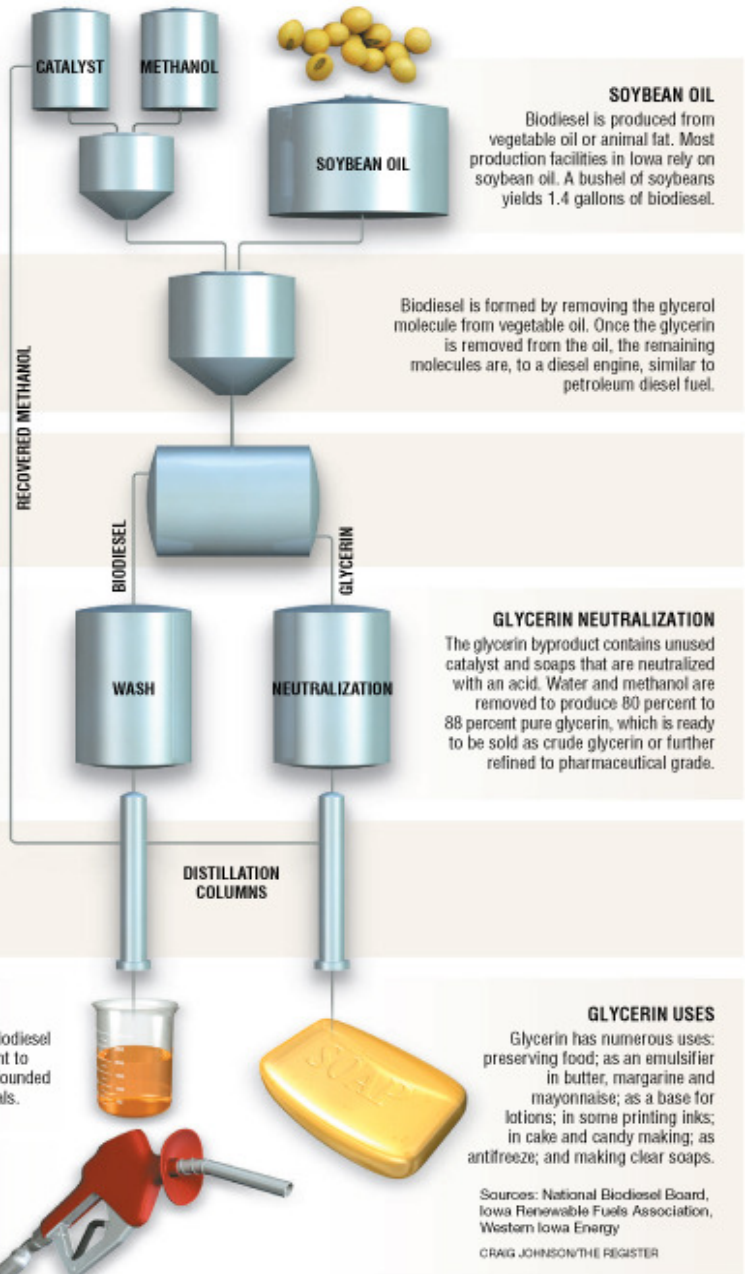 CATALYST
METHANOL
SOYBEAN OIL
SOYBEAN OIL
Biodiesel is produced from
vegetable oil or animal fat. Most
production facilities in Iowa rely on
soybean oil. A bushel of soybeans
yields 1.4 gallons of biodiesel.
Biodiesel is formed by removing the glycerol
molecule from vegetable oil. Once the glycerin
is removed from the oil, the remaining
molecules are, to a diesel engine, similar to
petroleum diesel fuel.
RECOVERED METHANOL
BIODIESEL
GLYCERIN
WASH
NEUTRALIZATION
GLYCERIN NEUTRALIZATION
The glycerin byproduct contains unused
catalyst and soaps that are neutralized
with an acid. Water and methanol are
removed to produce 80 percent to
88 percent pure glycerin, which is ready
to be sold as crude glycerin or further
refined to pharmaceutical grade.
DISTILLATION
COLUMNS
to
SOAP
GLYCERIN USES
Glycerin has numerous uses:
preserving food; as an emulsifier
in butter, margarine and
mayonnaise; as a base for
lotions; in some printing inks;
in cake and candy making; as
antifreeze; and making clear soaps.
Sources: National Biodiesel Board,
Iowa Renewable Fuels Association,
Western Iowa Energy
CRAIG JOHNSON/THE REGISTER